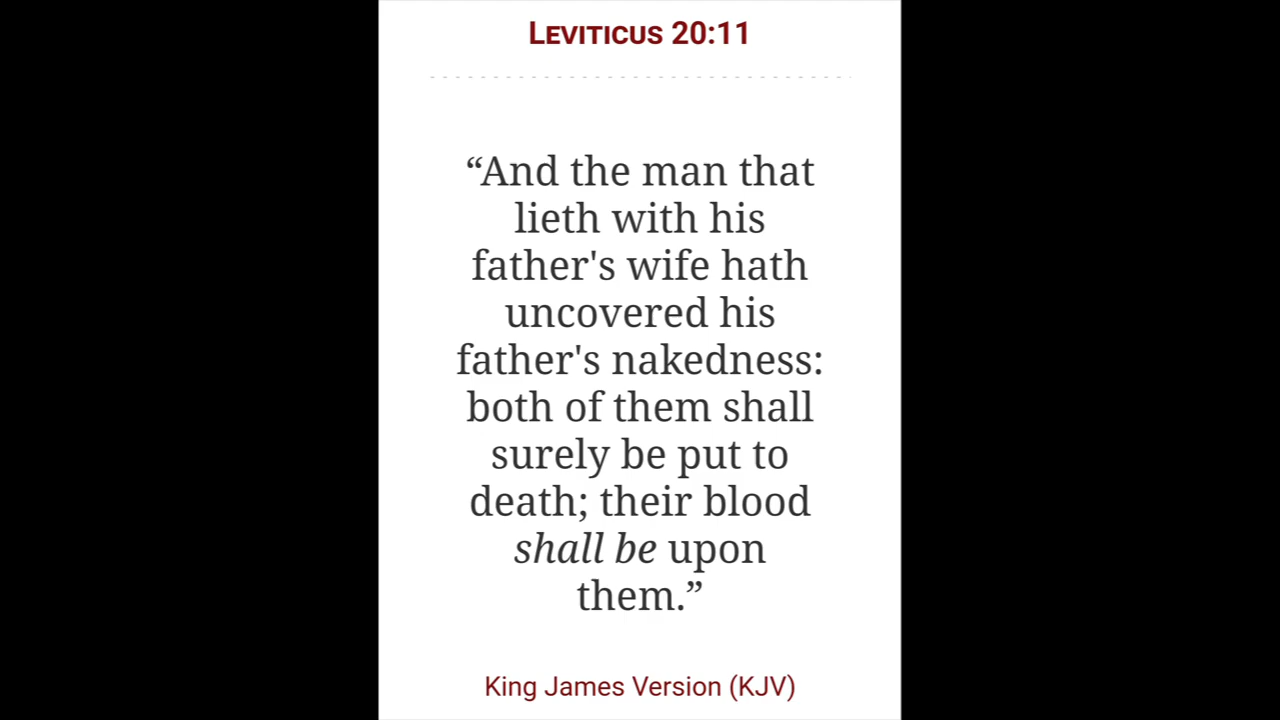 Leviticus 20:11
“And the man that
lieth with his
father's wife hath
uncovered his
father's nakedness:
both of them shall
surely be put to
death; their blood
shall be upon
them.”
King James Version (KJV)